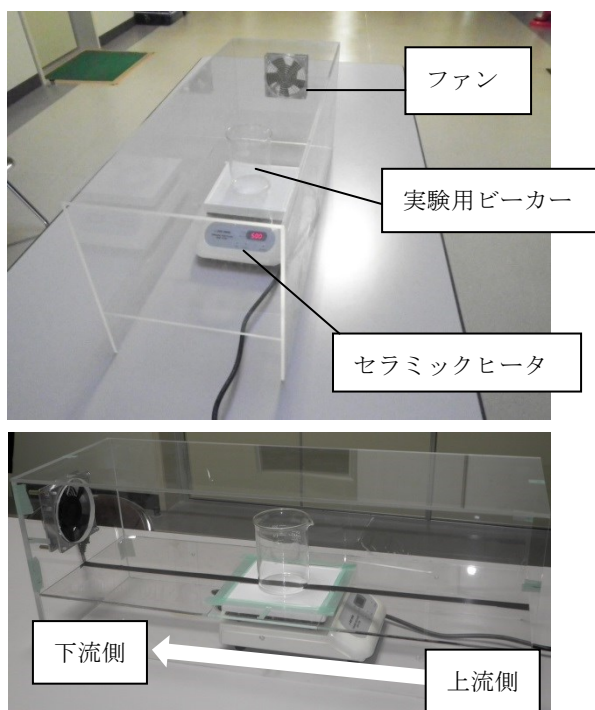 ファン
実験用ビーカー
セラミックヒータ
下流側
上流側